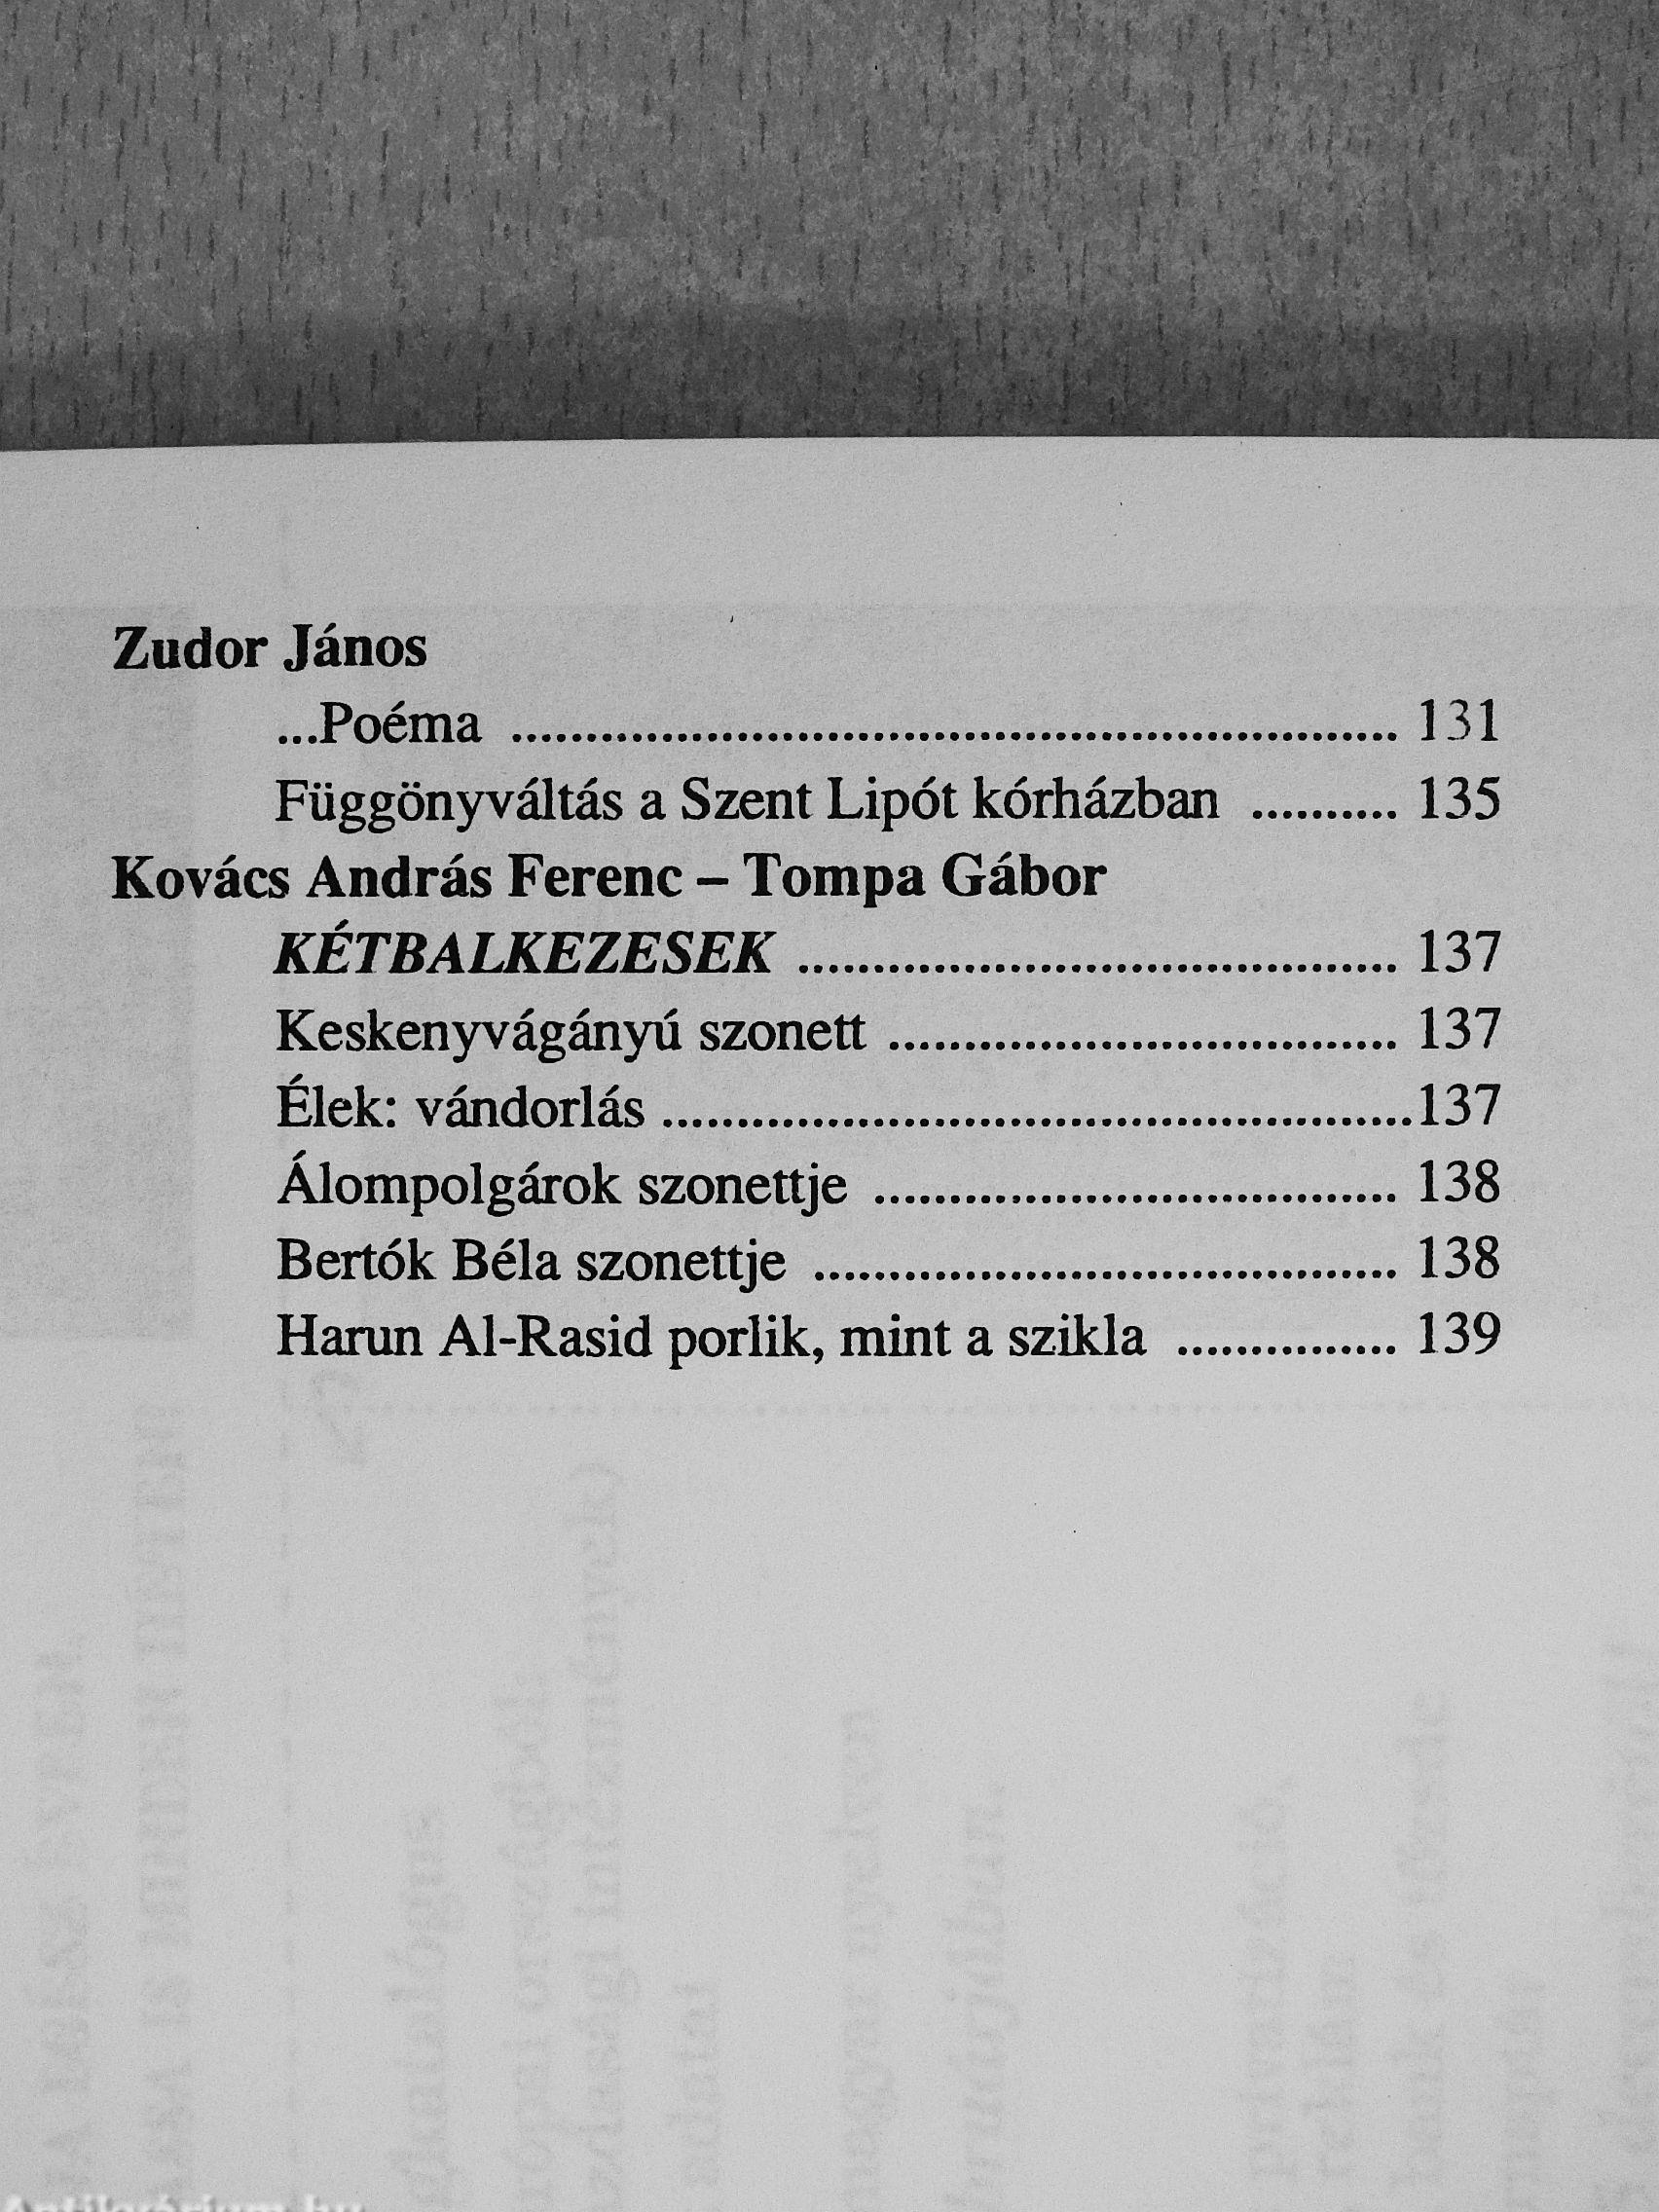 Zudor János
...Poéma .......................................................... 131
Függönyváltás a Szent Lipót kórházban .......... 135
Kovács András Ferenc – Tompa Gábor
KÉTBALKEZESEK ........................................ 137
Keskenyvágányú szonett .................................. 137
Élek: vándorlás ..................................................137
Álompolgárok szonettje ................................... 138
Bertók Béla szonettje ....................................... 138
Harun Al-Rasid porlik, mint a szikla ............... 139